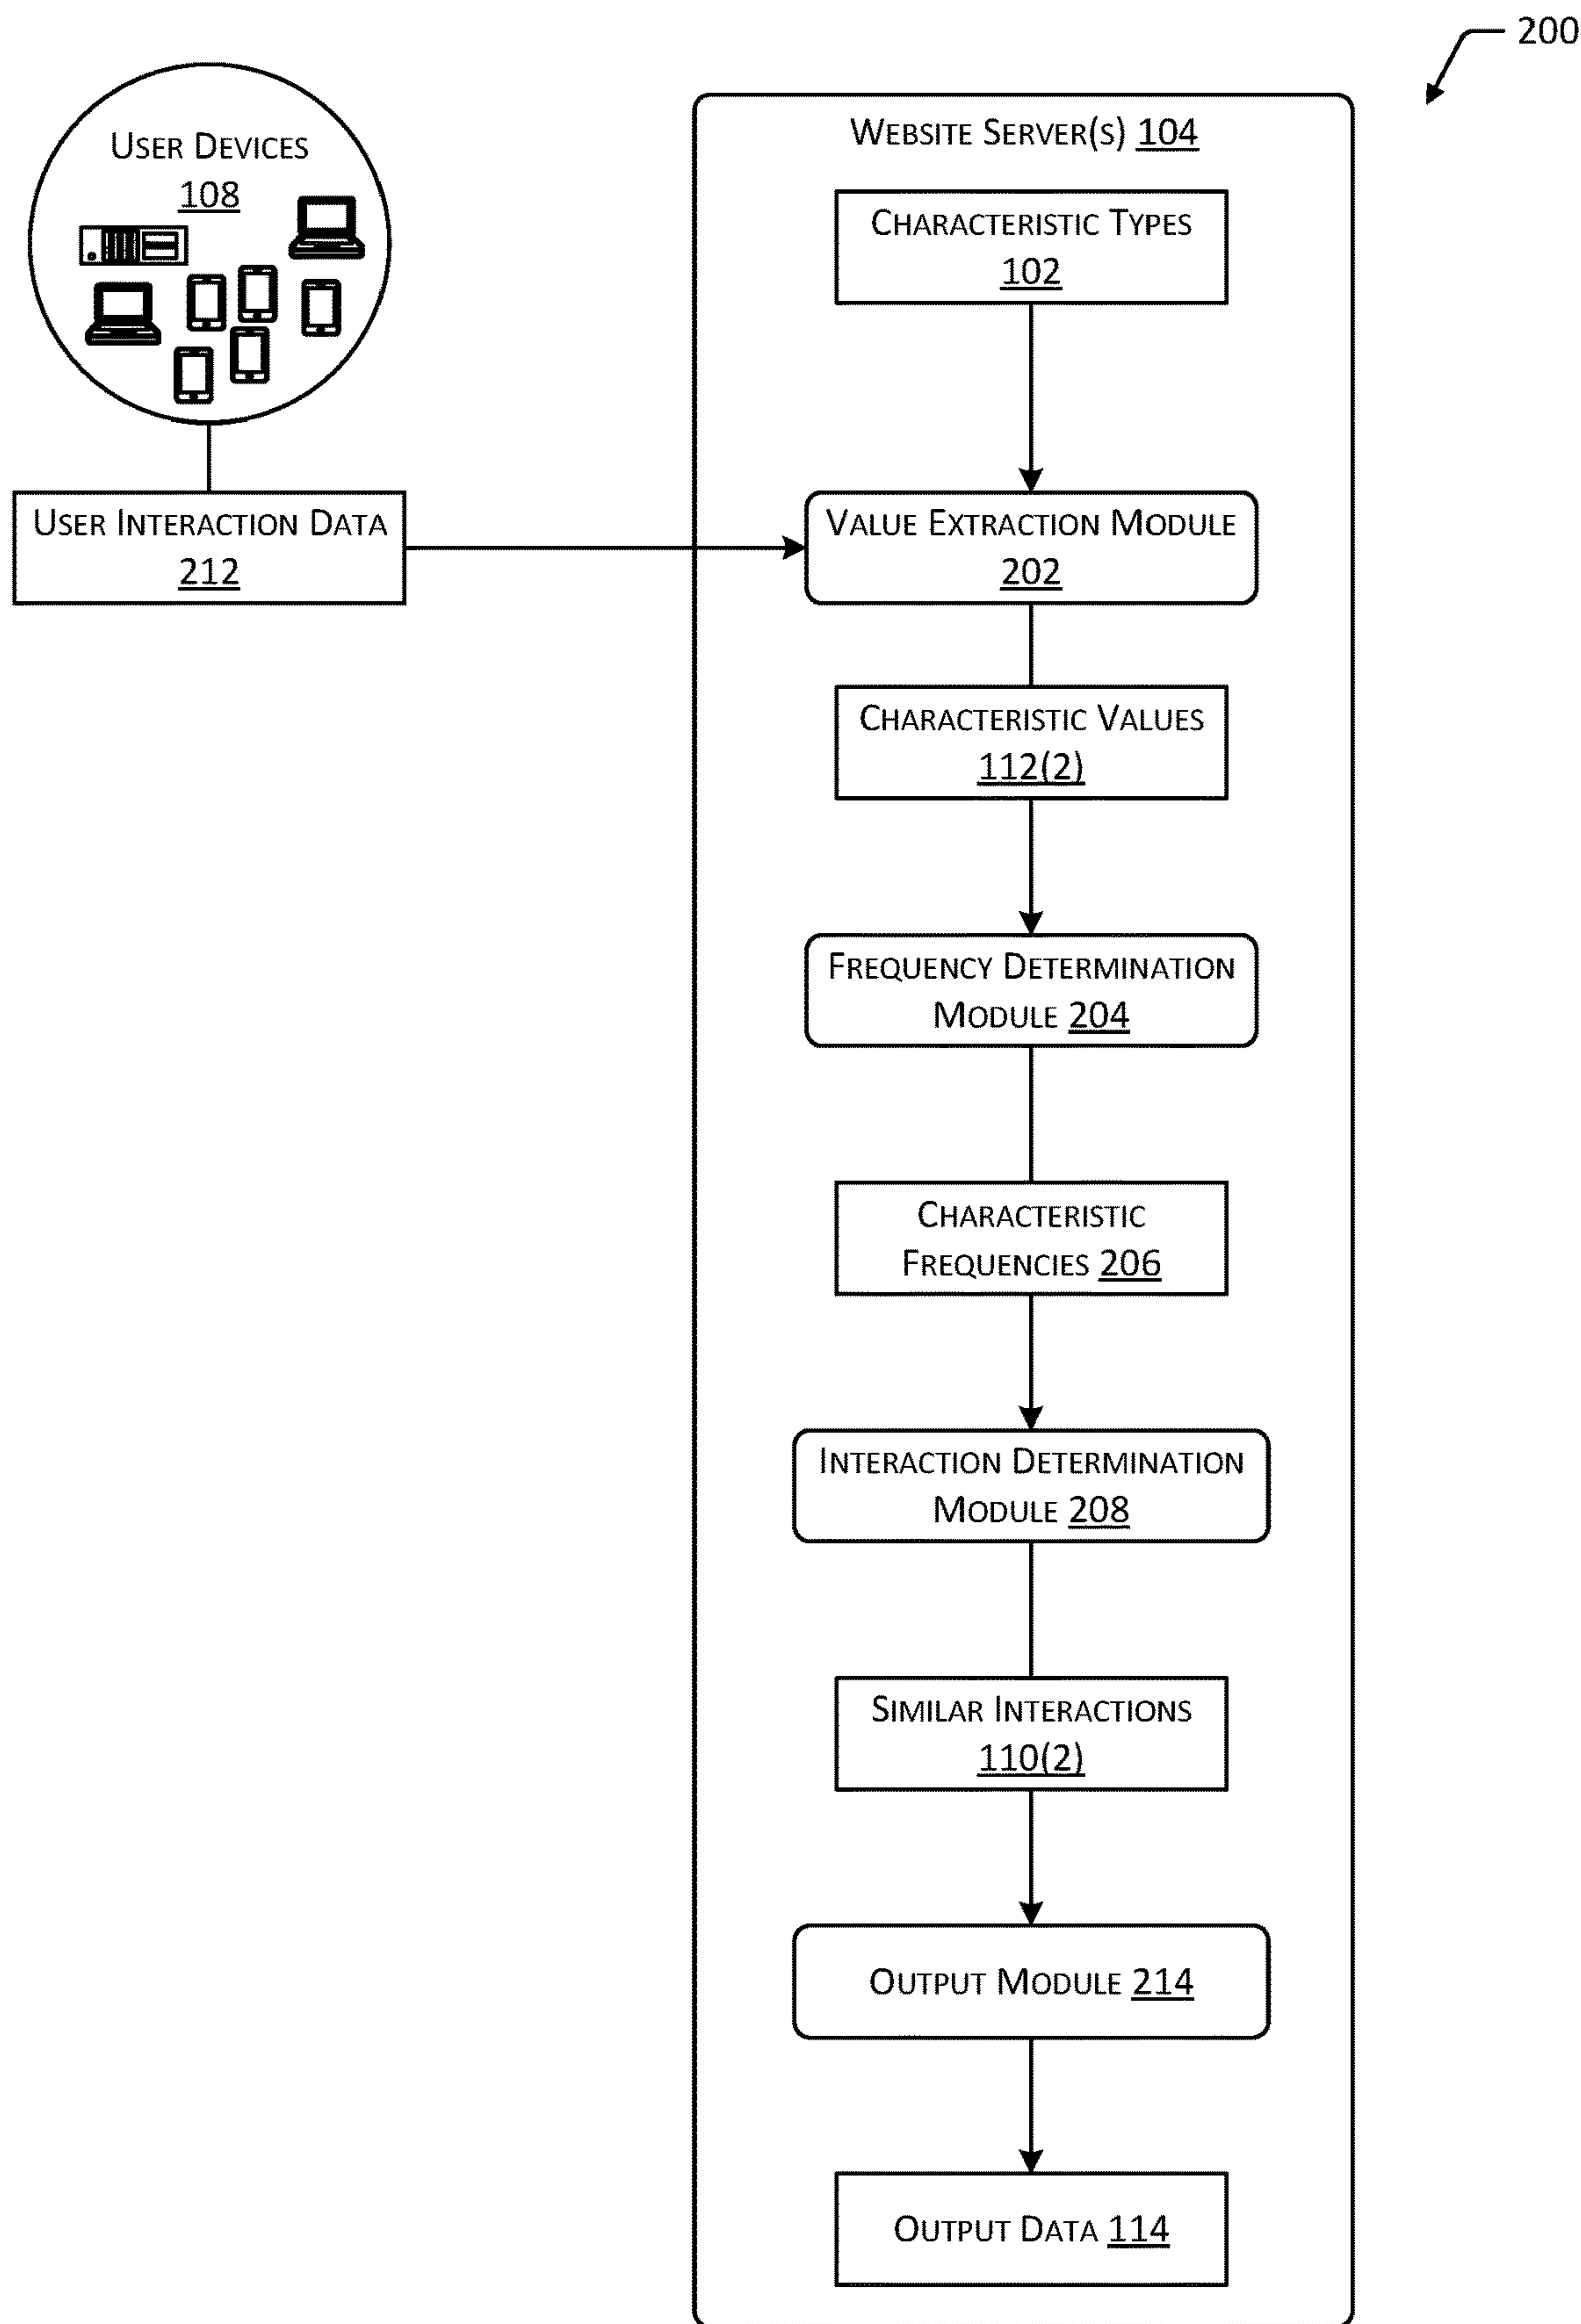 200
USER DEVICES
108
WEBSITE SERVER(S) 104
CHARACTERISTIC TYPES
102
USER INTERACTION DATA
212
VALUE EXTRACTION MODULE
202
CHARACTERISTIC VALUES
112(2)
FREQUENCY DETERMINATION
MODULE 204
CHARACTERISTIC
FREQUENCIES 206
INTERACTION DETERMINATION
MODULE 208
SIMILAR INTERACTIONS
110(2)
OUTPUT MODULE 214
OUTPUT DATA 114